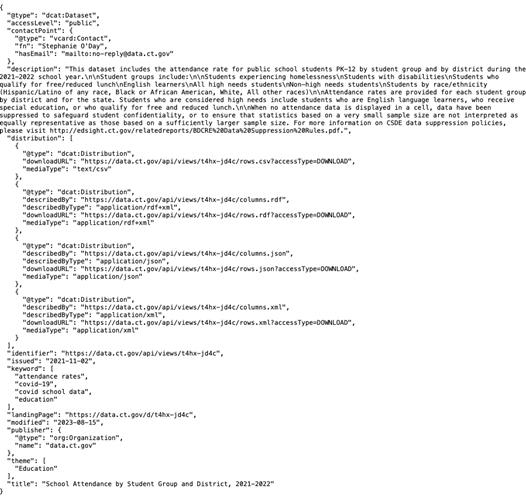 {
"@type": "dcat:Dataset",
"accessLevel": "public",
"contactPoint": {
"@type": "vcard:Contact",
"fn": "Stephanie O'Day",
"hasEmail": "mailto:no-reply@data.ct.gov"
},
"description": "This dataset includes the attendance rate for public school students PK-12 by student group and by district during the
2021-2022 school year.\n\nStudent groups include:\n\nStudents experiencing homelessness\nStudents with disabilities\nStudents who
qualify for free/reduced lunch\nEnglish learners\nAll high needs students\nNon-high needs students\nStudents by race/ethnicity
(Hispanic/Latino of any race, Black or African American, White, All other races)\n\nAttendance rates are provided for each student group
by district and for the state. Students who are considered high needs include students who are English language learners, who receive
special education, or who qualify for free and reduced lunch.\n\nWhen no attendance data is displayed in a cell, data have been
suppressed to safeguard student confidentiality, or to ensure that statistics based on a very small sample size are not interpreted as
equally representative as those based on a sufficiently larger sample size. For more information on CSDE data suppression policies,
please visit http://edsight.ct.gov/relatedreports/BDCRE%20Data%20Suppression%20Rules.pdf.",
"distribution": [
{
"@type": "dcat:Distribution",
"downloadURL": "https://data.ct.gov/api/views/t4hx-jd4c/rows.csv?accessType=DOWNLOAD",
"mediaType": "text/csv"
},
{
"@type": "dcat:Distribution",
"describedBy": "https://data.ct.gov/api/views/t4hx-jd4c/columns.rdf",
"describedByType": "application/rdf+xml",
"downloadURL": "https://data.ct.gov/api/views/t4hx-jd4c/rows.rdf?accessType=DOWNLOAD",
"mediaType": "application/rdf+xml"
},
{
"@type": "dcat:Distribution",
"describedBy": "https://data.ct.gov/api/views/t4hx-jd4c/columns.json",
"describedByType": "application/json",
"downloadURL": "https://data.ct.gov/api/views/t4hx-jd4c/rows.json?accessType=DOWNLOAD",
"mediaType": "application/json"
},
{
"@type": "dcat:Distribution",
"describedBy": "https://data.ct.gov/api/views/t4hx-jd4c/columns.xml",
"describedByType": "application/xml",
"downloadURL": "https://data.ct.gov/api/views/t4hx-jd4c/rows.xml?accessType=DOWNLOAD",
"mediaType": "application/xml"
}
],
"identifier": "https://data.ct.gov/api/views/t4hx-jd4c",
"issued": "2021-11-02",
"keyword": [
"attendance rates",
"covid-19",
"covid school data",
"education"
],
"landingPage": "https://data.ct.gov/d/t4hx-jd4c",
"modified": "2023-08-15",
"publisher": {
"@type": "org:Organization",
"name": "data.ct.gov"
},
"theme": [
"Education"
],
"title": "School Attendance by Student Group and District, 2021-2022"
}